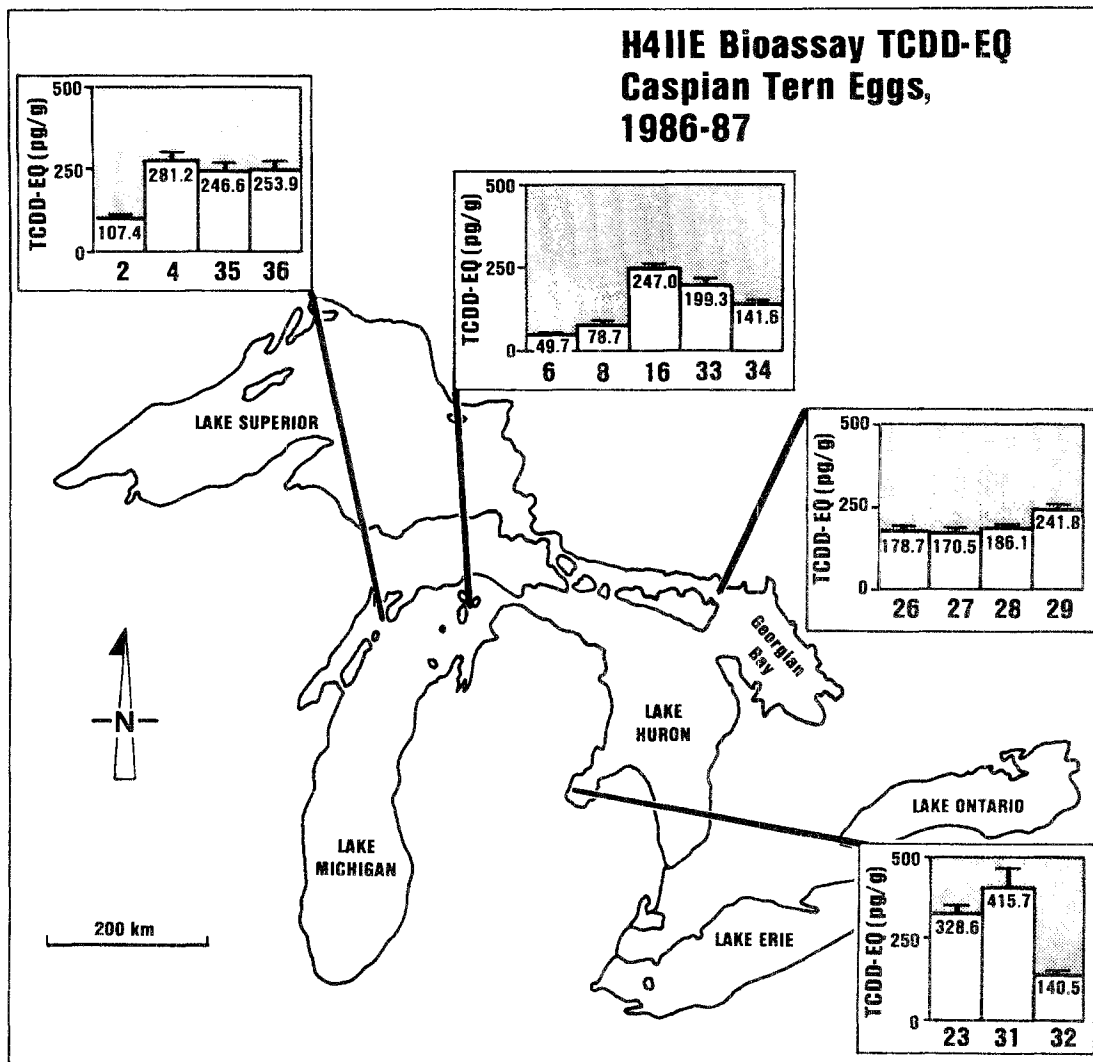 H4IIE Bioassay TCDD-EQ
Caspian Tern Eggs,
1986-87
TCDD-EQ (pg/g)
500
250
0
107.4
281.2
246.6
253.9
2 4 35 36
TCDD-EQ (pg/g)
500
250
0
49.7
78.7
247.0
199.3
141.6
6 8 16 33 34
TCDD-EQ (pg/g)
500
250
0
178.7
170.5
186.1
241.8
26 27 28 29
LAKE SUPERIOR
Georgian
Bay
LAKE
HURON
N
LAKE ONTARIO
LAKE
MICHIGAN
200 km
LAKE ERIE
TCDD-EQ (pg/g)
500
250
0
328.6
415.7
140.5
23 31 32